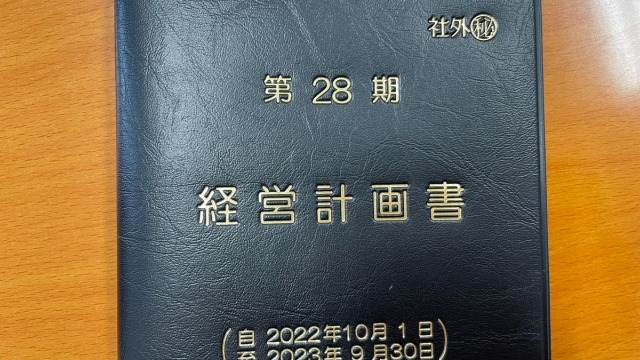 社外㊙
第 28 期
経営計画書
(自 2022年10月 1日
至 2023年 9月30日)